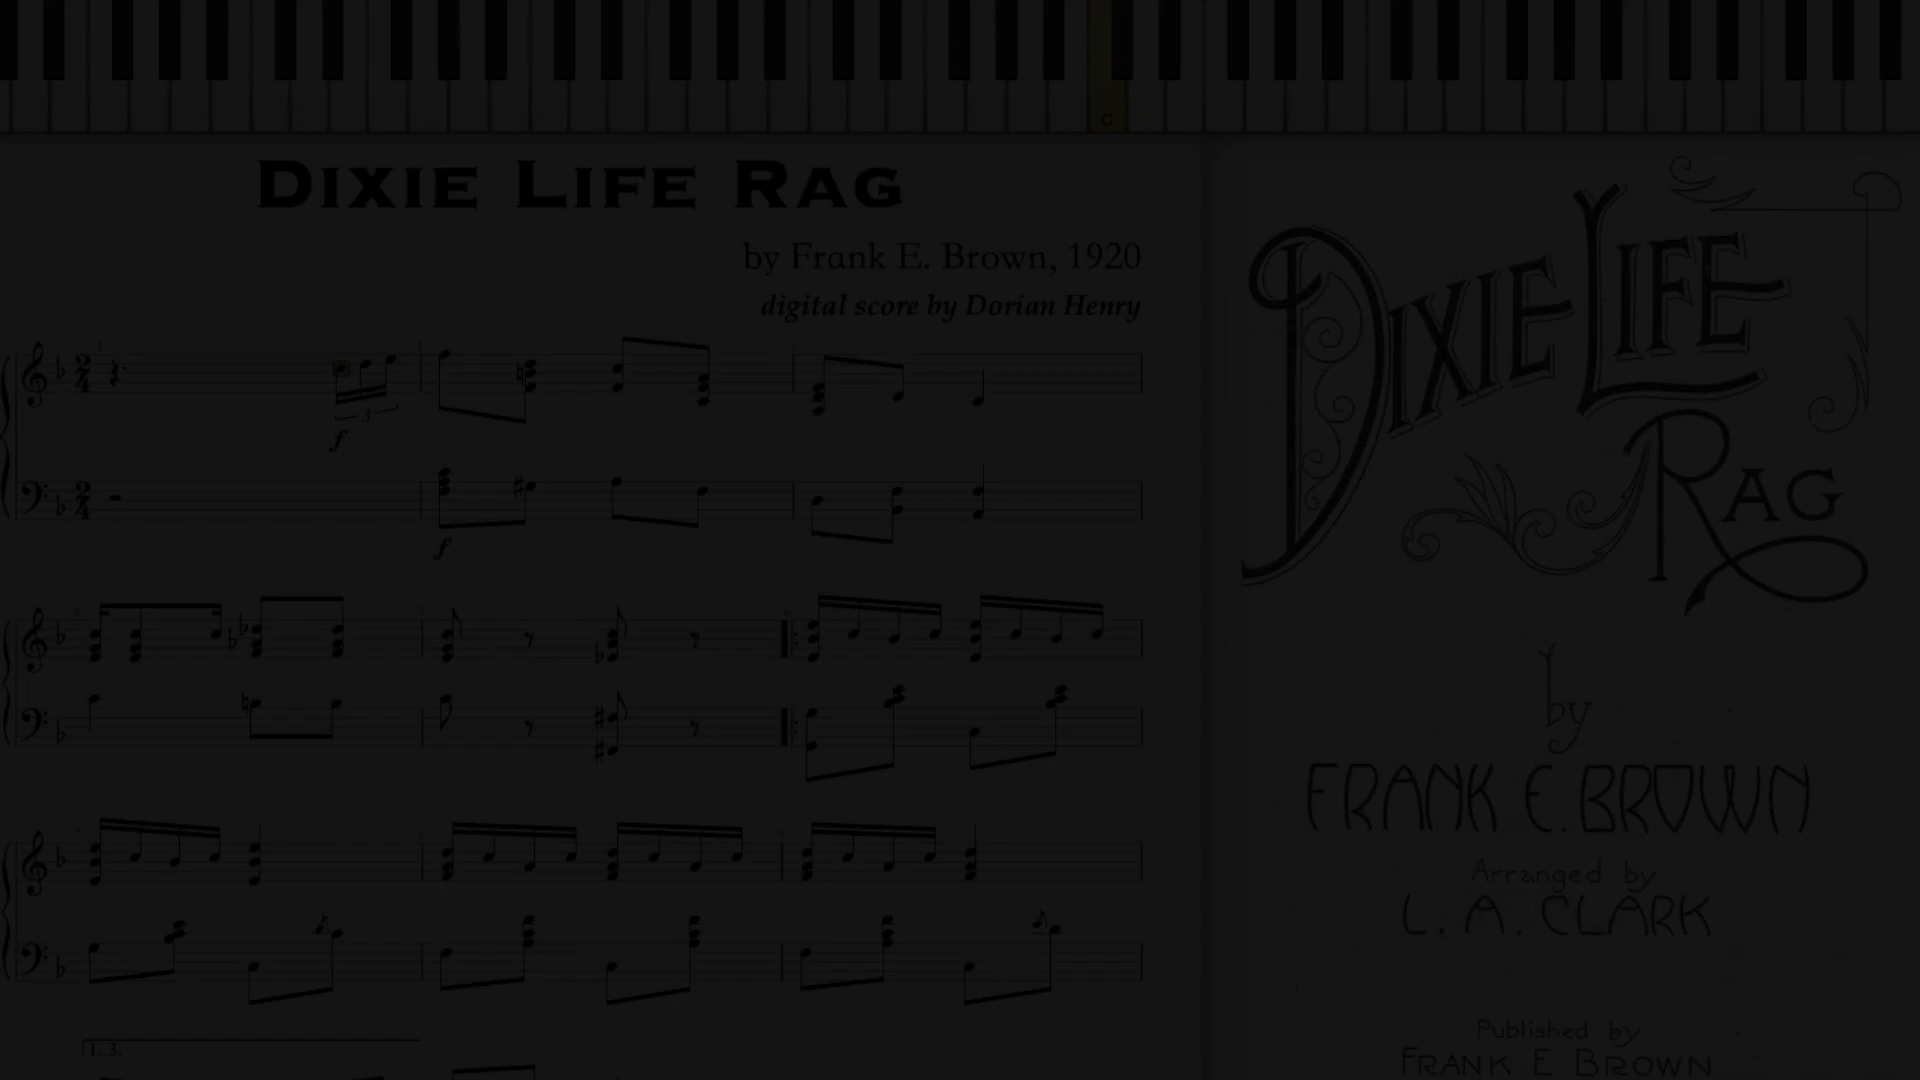 C
DIXIE LIFE RAG
by Frank E. Brown, 1920
digital score by Dorian Henry
3
f
f
1. 3.
DIXIE LIFE
RAG
by
FRANK E. BROWN
Arranged by
L. A. CLARK
Published by
FRANK E BROWN